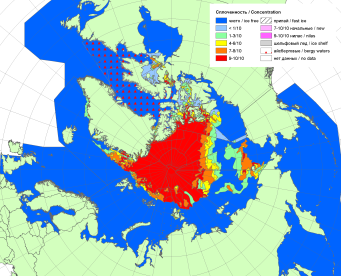 Сплоченность / Concentration
чисто / ice free
< 1/10
1-3/10
4-6/10
7-8/10
9-10/10
припай / fast ice
7-10/10 начальные / new
9-10/10 нилас / nilas
шельфовый лед / ice shelf
айсберговые / bergy waters
нет данных / no data